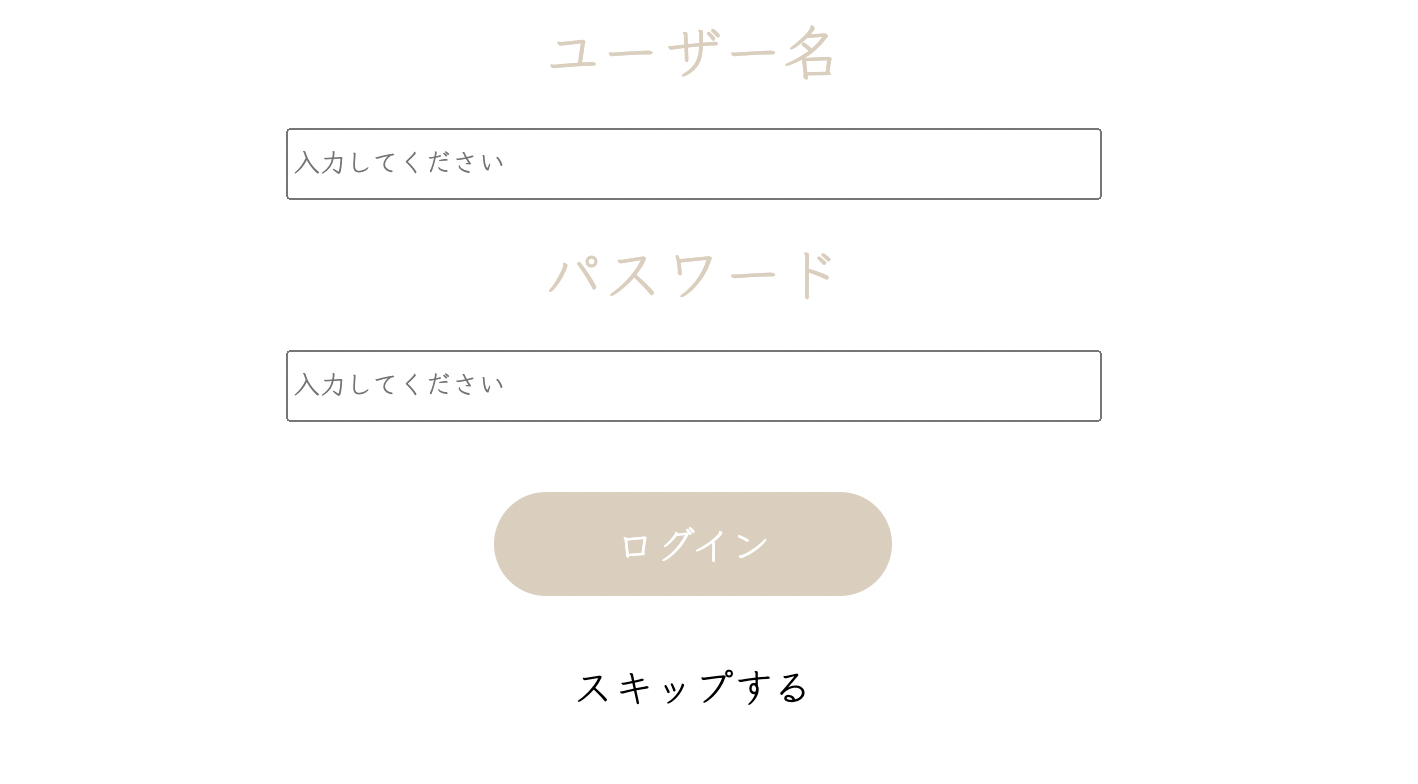 ユーザー名
入力してください
パスワード
入力してください
ログイン
スキップする